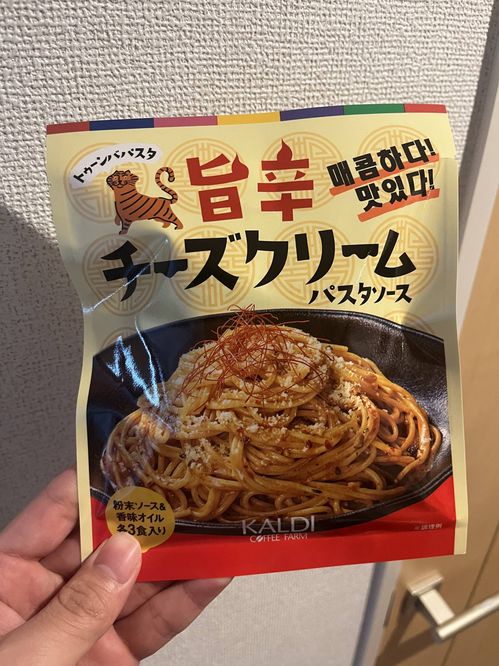 トゥーンバパスタ
旨辛
매콤하다!
맛있다!
チーズクリーム
パスタソース
粉末ソース&
香味オイル
各3食入り
KALDI
COFFEE FARM
※調理例